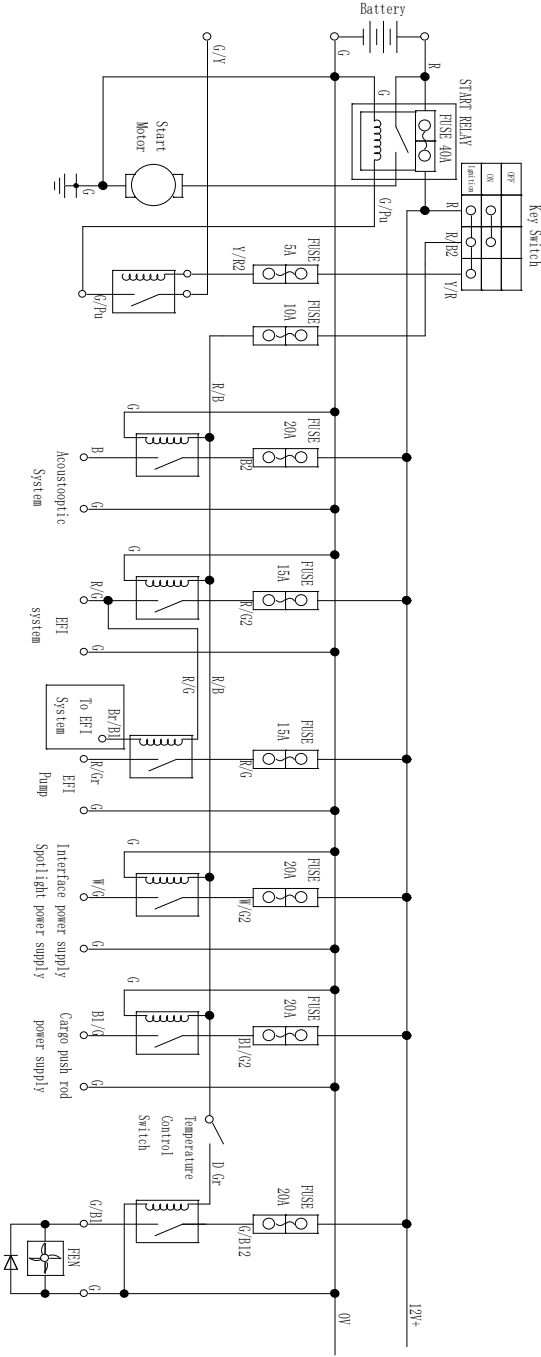 Battery
G
R
G/Y
START RELAY
FUSE 40A
G
Start
Motor
G
G/Pu
Key Switch
OFF
ON
Ignition
R
R/B2
Y/R
FUSE
5A
Y/R2
G/Pu
FUSE
10A
R/B
FUSE
20A
B2
G
B
Acoustooptic
System
G
FUSE
15A
R/G2
G
R/G
EFI
system
G
R/B
R/G
FUSE
15A
R/G
To EFI
System
Br/Bl
R/Gr
EFI
Pump
G
FUSE
20A
W/G2
G
W/G
Interface power supply
Spotlight power supply
G
FUSE
20A
Bl/G2
G
Bl/G
Cargo push rod
power supply
G
Temperature
Control
Switch
D Gr
FUSE
20A
G/Bl2
G/Bl
FEN
G
0V
12V+